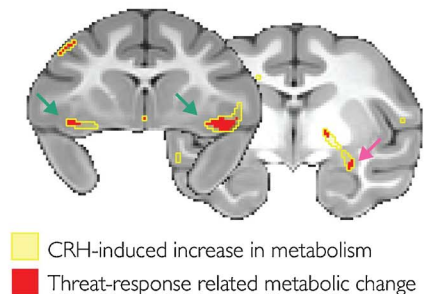 CRH-induced increase in metabolism
Threat-response related metabolic change